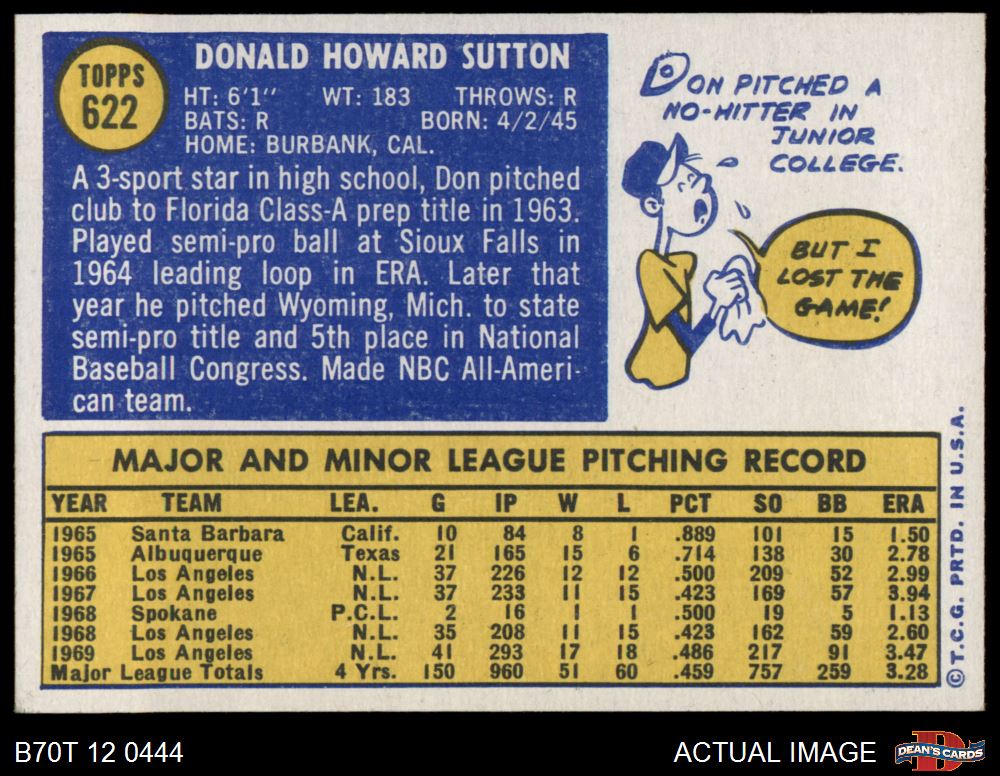 TOPPS
622
DONALD HOWARD SUTTON
HT: 6'1" WT: 183 THROWS: R
BATS: R BORN: 4/2/45
HOME: BURBANK, CAL.
A 3-sport star in high school, Don pitched
club to Florida Class-A prep title in 1963.
Played semi-pro ball at Sioux Falls in
1964 leading loop in ERA. Later that
year he pitched Wyoming, Mich. to state
semi-pro title and 5th place in National
Baseball Congress. Made NBC All-Ameri-
can team.
DON PITCHED A
NO-HITTER IN
JUNIOR
COLLEGE.
BUT I
LOST THE
GAME!
MAJOR AND MINOR LEAGUE PITCHING RECORD
YEAR TEAM LEA. G IP W L PCT SO BB ERA
1965 Santa Barbara Calif. 10 84 8 1 .889 101 15 1.50
1965 Albuquerque Texas 21 165 15 6 .714 138 30 2.78
1966 Los Angeles N.L. 37 226 12 12 .500 209 52 2.99
1967 Los Angeles N.L. 37 233 11 15 .423 169 57 3.94
1968 Spokane P.C.L. 2 16 1 1 .500 19 5 1.13
1968 Los Angeles N.L. 35 208 11 15 .423 162 59 2.60
1969 Los Angeles N.L. 41 293 17 18 .486 217 91 3.47
Major League Totals 4 Yrs. 150 960 51 60 .459 757 259 3.28
©T.C.G. PRTD. IN U.S.A.
B70T 12 0444
ACTUAL IMAGE
DEAN'S CARDS